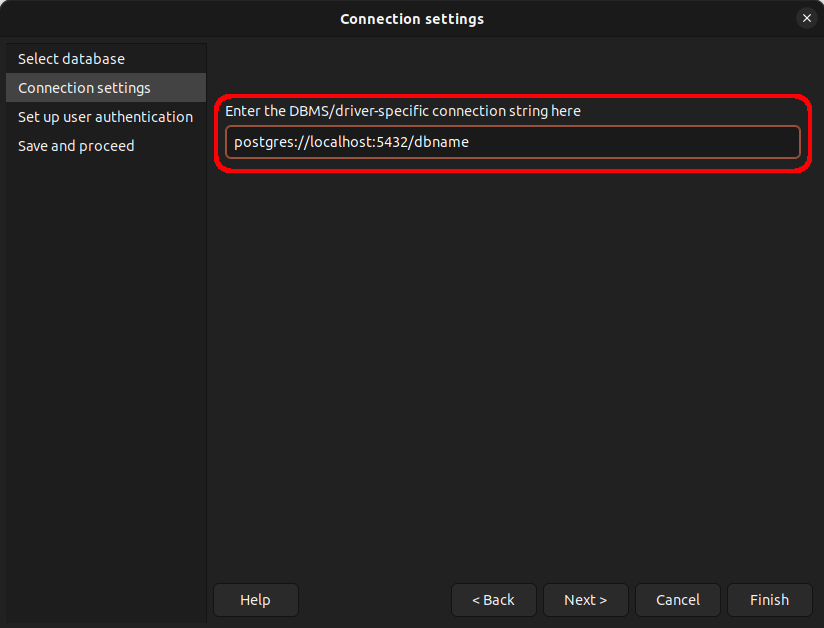 Connection settings
Select database
Connection settings
Set up user authentication
Save and proceed
Enter the DBMS/driver-specific connection string here
postgres://localhost:5432/dbname
Help
< Back
Next >
Cancel
Finish